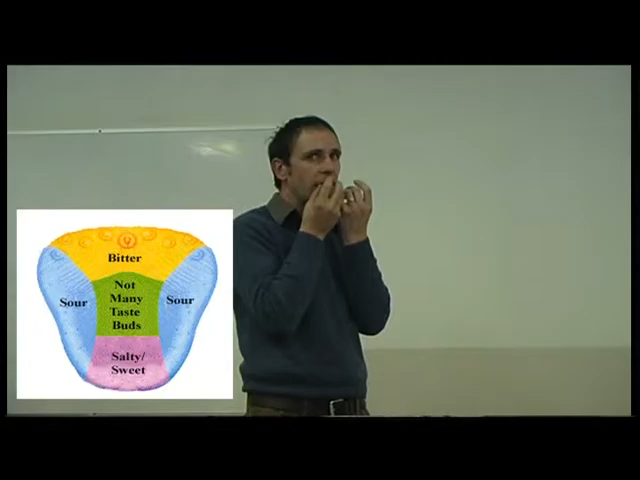 Bitter
Not
Many
Taste
Buds
Sour
Sour
Salty/
Sweet